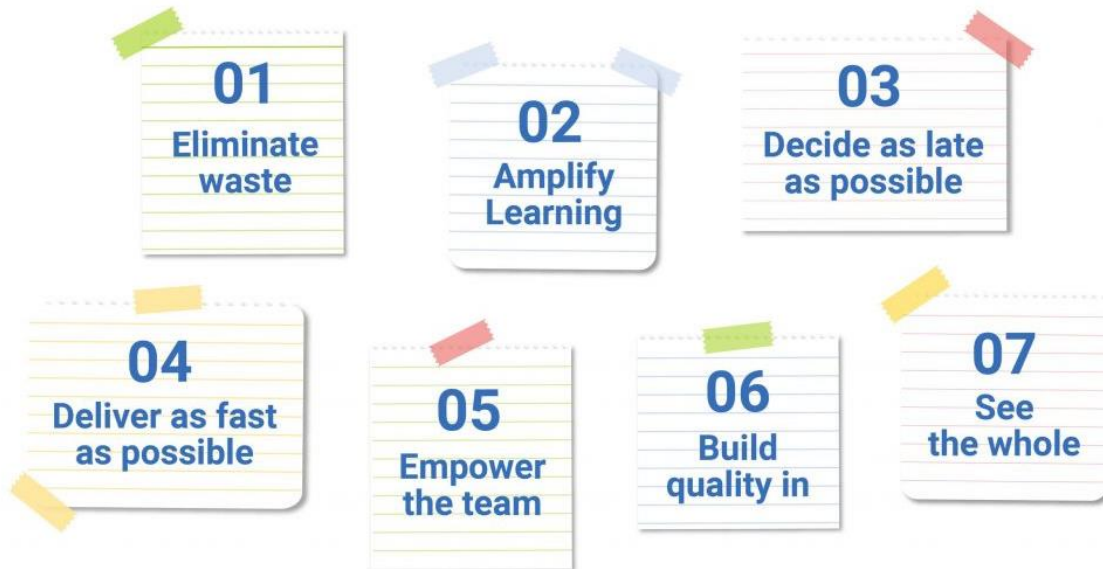 01
Eliminate
waste
02
Amplify
Learning
03
Decide as late
as possible
04
Deliver as fast
as possible
05
Empower
the team
06
Build
quality in
07
See
the whole